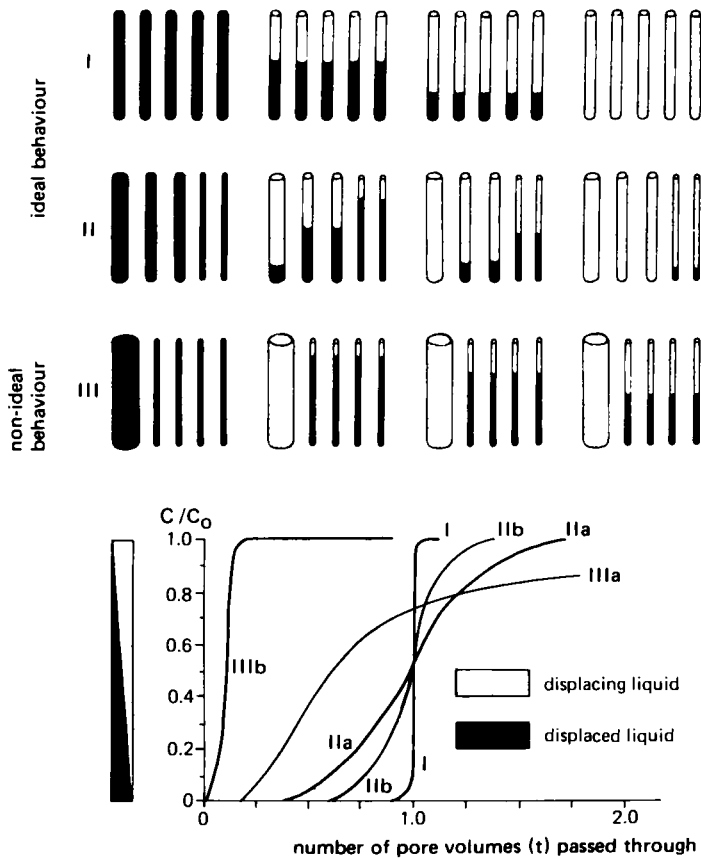 ideal behaviour
I
II
non-ideal
behaviour
III
C/C₀
1.0
0.8
0.6
0.4
0.2
0
0
1.0
2.0
I
IIb
IIa
IIIa
IIIb
IIa
IIb
I
displacing liquid
displaced liquid
number of pore volumes (t) passed through